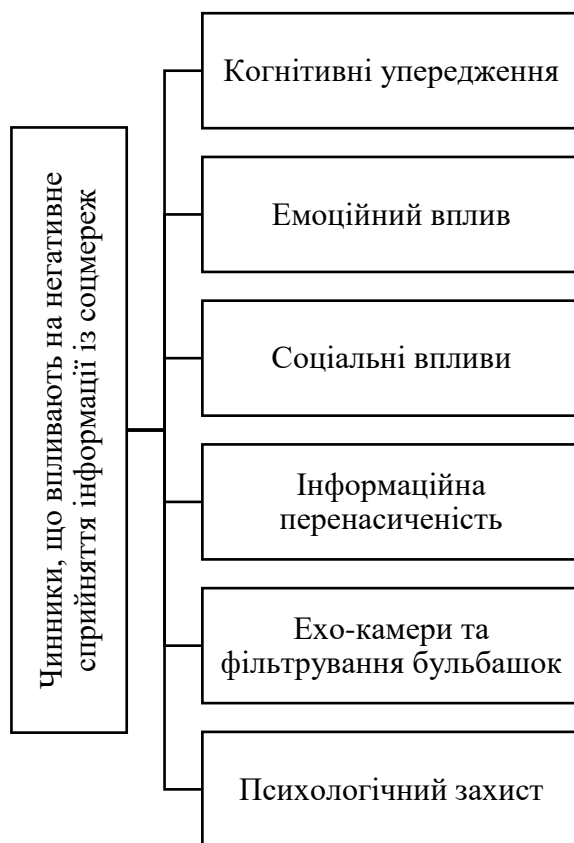 Чинники, що впливають на негативне
сприйняття інформації із соцмереж
Когнітивні упередження
Емоційний вплив
Соціальні впливи
Інформаційна
перенасиченість
Ехо-камери та
фільтрування бульбашок
Психологічний захист